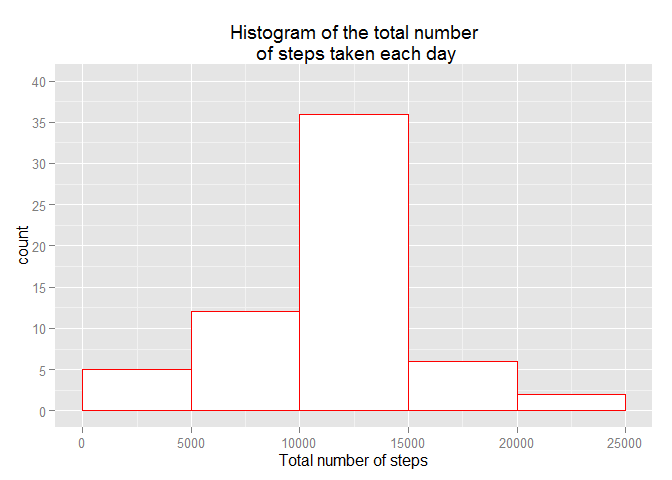 Histogram of the total number
of steps taken each day
count
40
35
30
25
20
15
10
5
0
0 5000 10000 15000 20000 25000
Total number of steps